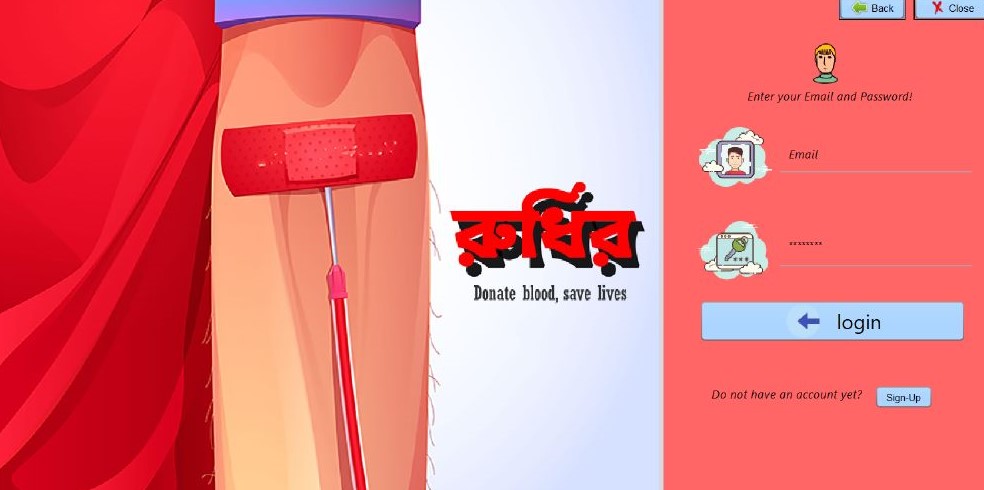 Back
Close
Enter your Email and Password!
Email
********
রুধির
Donate blood, save lives
login
Do not have an account yet?
Sign-Up